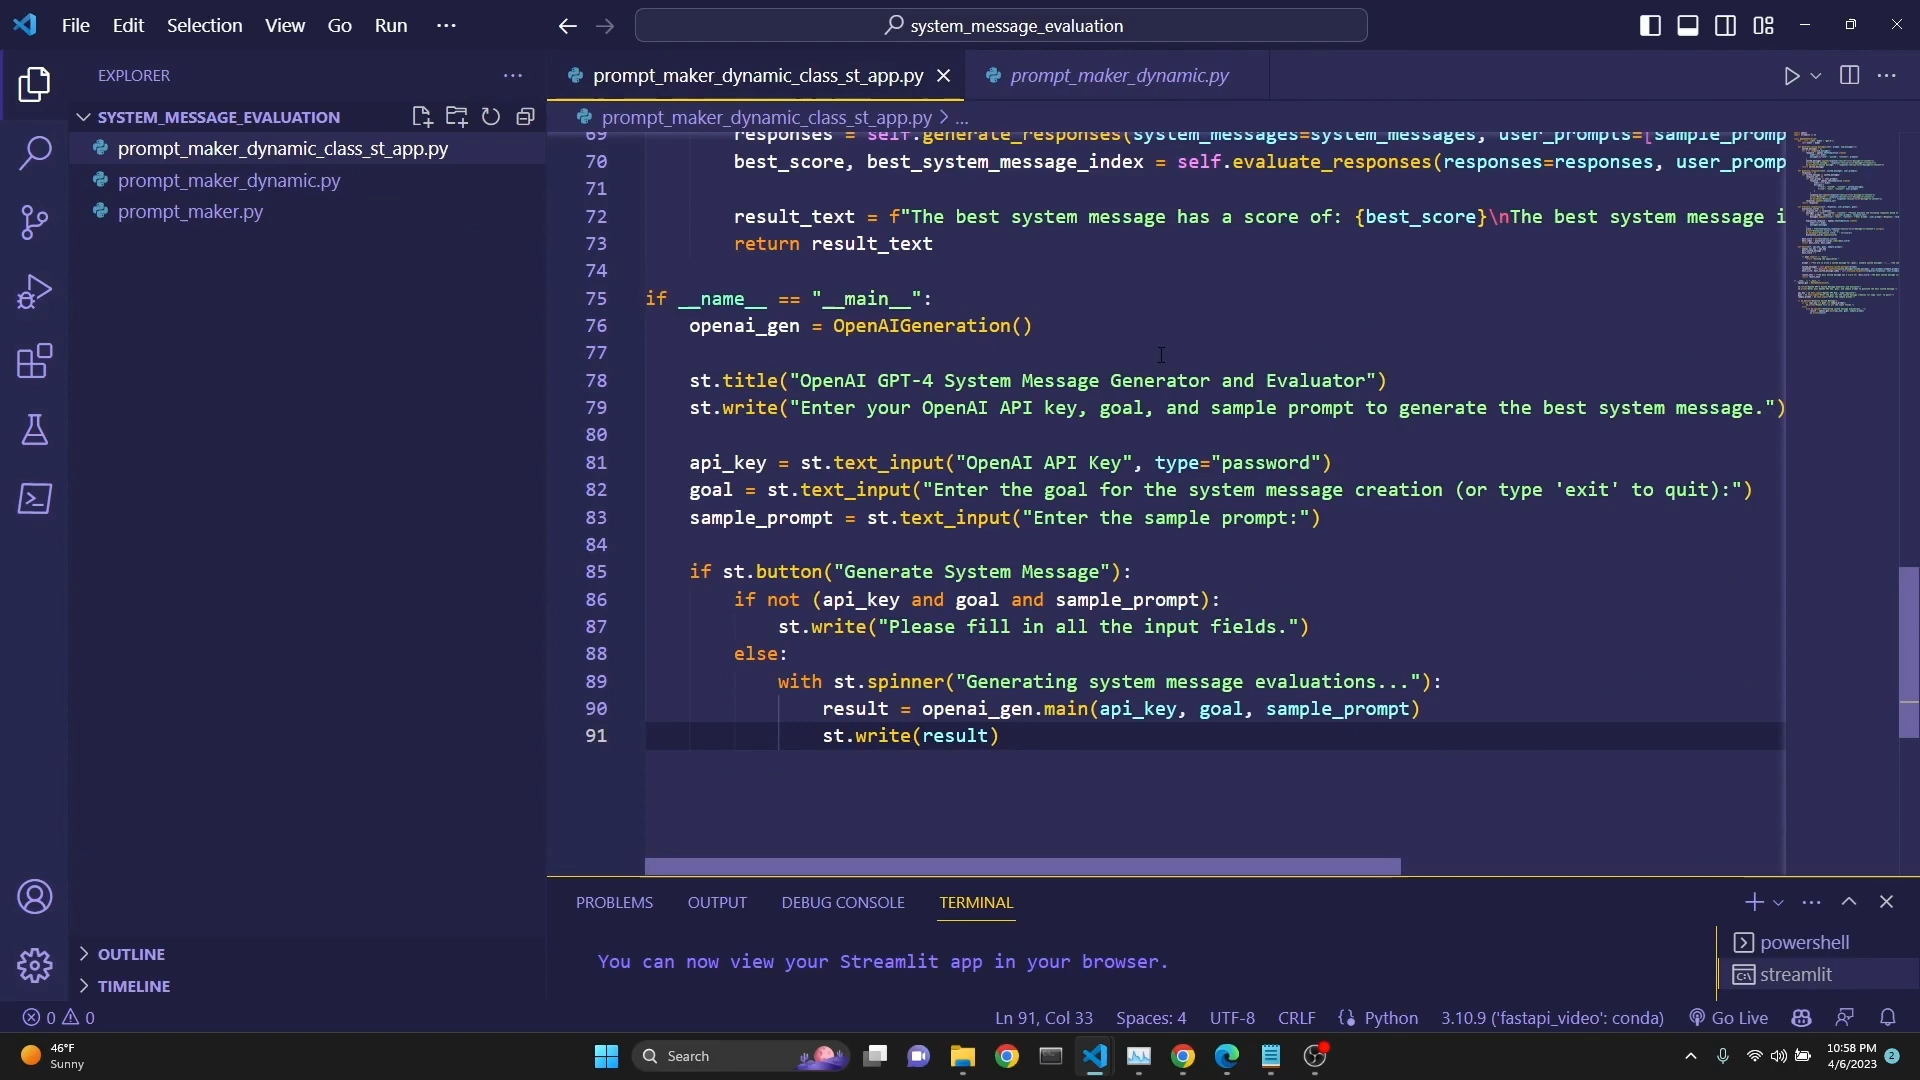 File Edit Selection View Go Run ···
system_message_evaluation
EXPLORER
SYSTEM_MESSAGE_EVALUATION
prompt_maker_dynamic_class_st_app.py
prompt_maker_dynamic.py
prompt_maker.py
OUTLINE
TIMELINE
prompt_maker_dynamic_class_st_app.py
prompt_maker_dynamic.py
prompt_maker_dynamic_class_st_app.py > ...
69 responses = self.generate_responses(system_messages=system_messages, user_prompts=[sample_promp
70 best_score, best_system_message_index = self.evaluate_responses(responses=responses, user_promp
71
72 result_text = f"The best system message has a score of: {best_score}\nThe best system message i
73 return result_text
74
75 if __name__ == "__main__":
76 openai_gen = OpenAIGeneration()
77
78 st.title("OpenAI GPT-4 System Message Generator and Evaluator")
79 st.write("Enter your OpenAI API key, goal, and sample prompt to generate the best system message.")
80
81 api_key = st.text_input("OpenAI API Key", type="password")
82 goal = st.text_input("Enter the goal for the system message creation (or type 'exit' to quit):")
83 sample_prompt = st.text_input("Enter the sample prompt:")
84
85 if st.button("Generate System Message"):
86 if not (api_key and goal and sample_prompt):
87 st.write("Please fill in all the input fields.")
88 else:
89 with st.spinner("Generating system message evaluations..."):
90 result = openai_gen.main(api_key, goal, sample_prompt)
91 st.write(result)
PROBLEMS OUTPUT DEBUG CONSOLE TERMINAL
You can now view your Streamlit app in your browser.
powershell
streamlit
0 0
Ln 91, Col 33 Spaces: 4 UTF-8 CRLF Python 3.10.9 ('fastapi_video': conda) Go Live
46°F
Sunny
Search
10:58 PM
4/6/2023
2